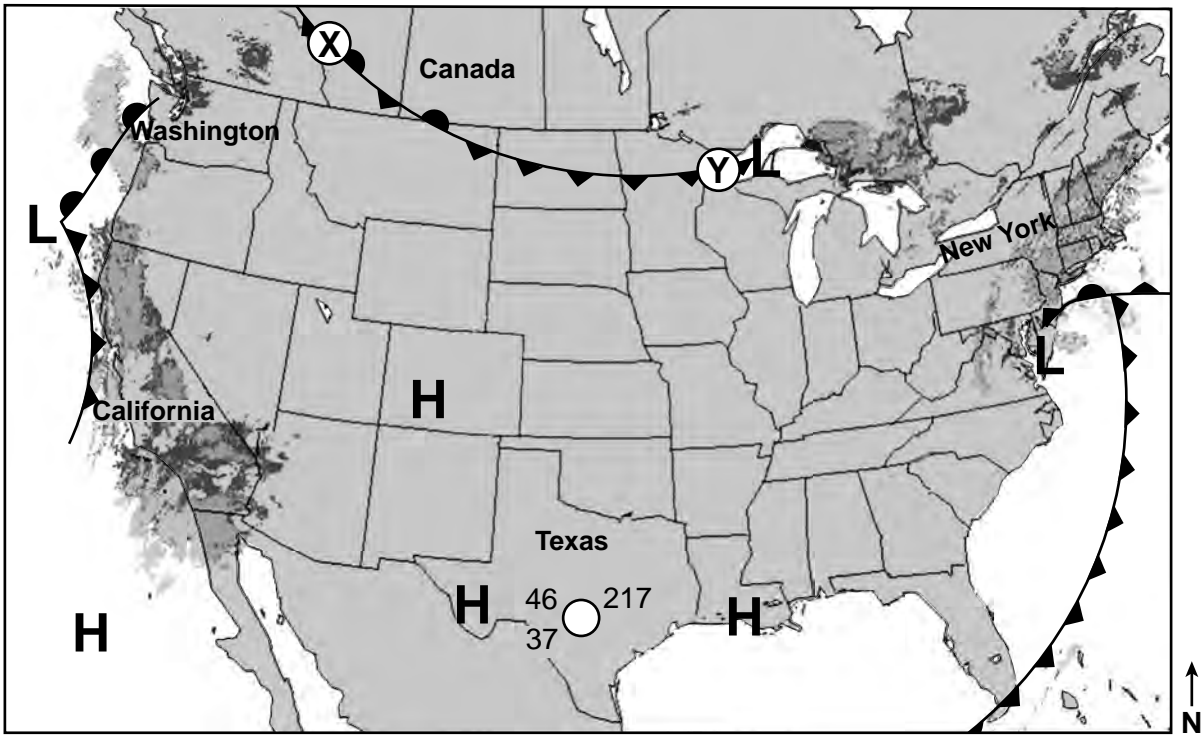 X
Canada
Washington
Y
L
L
New York
L
H
California
Texas
H
46
217
H
37
H
N